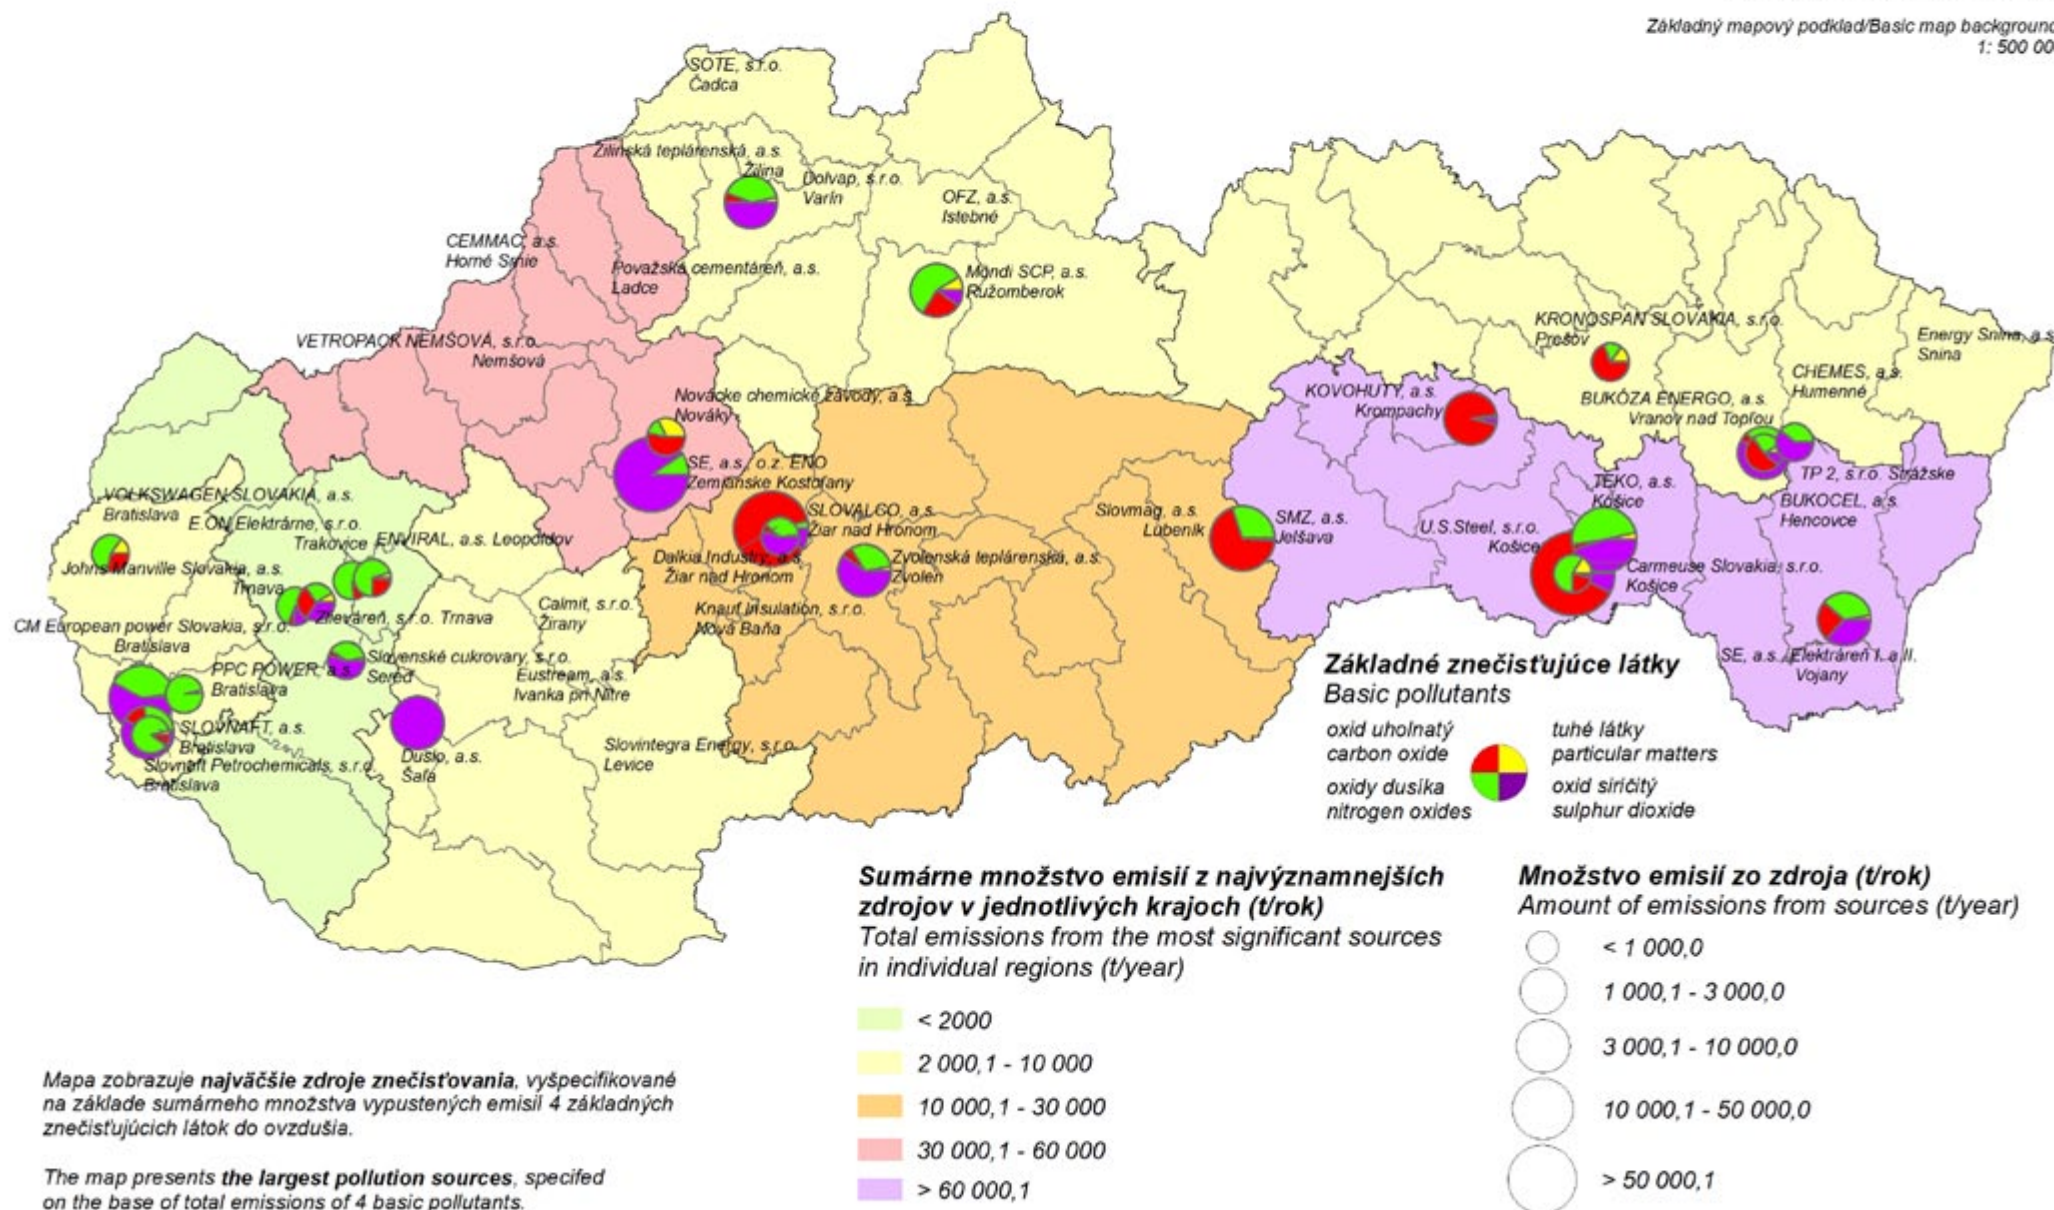 Základný mapový podklad/Basic map background
1: 500 00
SOTE, s.r.o.
Čadca
Žilinská teplárenská, a.s.
Žilina
Dolvap, s.r.o.
Varín
OFZ, a.s.
Istebné
CEMMAC, a.s.
Horné Srnie
Považská cementáreň, a.s.
Ladce
Mondi SCP, a.s.
Ružomberok
VETROPACK NEMŠOVÁ, s.r.o.
Nemšová
KRONOSPAN SLOVAKIA, s.r.o.
Prešov
Energy Snina, a.s
Snina
CHEMES, a.s.
Humenné
Novácke chemické závody, a.s.
Nováky
KOVOHUTY, a.s.
Krompachy
BUKÓZA ENERGO, a.s.
Vranov nad Topľou
SE, a.s., o.z. ENO
Zemianske Kostoľany
TP 2, s.r.o. Strážske
TEKO, a.s.
Košice
BUKOCEL, a.s.
Hencovce
VOLKSWAGEN SLOVAKIA, a.s.
Bratislava
E.ON Elektrárne, s.r.o.
Trakovice
ENVIRAL, a.s. Leopoldov
SLOVALCO, a.s.
Žiar nad Hronom
Slovmag, a.s.
Lubeník
SMZ, a.s.
Jelšava
U.S.Steel, s.r.o.
Košice
Johns Manville Slovakia, a.s.
Trnava
Dalkia Industry, a.s.
Žiar nad Hronom
Zvolenská teplárenská, a.s.
Zvolen
Carmeuse Slovakia, s.r.o.
Košice
Calmit, s.r.o.
Žirany
Knauf Insulation, s.r.o.
Nová Baňa
Zlieváreň, s.r.o. Trnava
CM European power Slovakia, s.r.o.
Bratislava
PPC POWER, a.s.
Bratislava
Slovenské cukrovary, s.r.o.
Sereď
Eustream, a.s.
Ivanka pri Nitre
SE, a.s., Elektráreň I. a II.
Vojany
SLOVNAFT, a.s.
Bratislava
Slovnaft Petrochemicals, s.r.o.
Bratislava
Duslo, a.s.
Šaľa
Slovintegra Energy, s.r.o.
Levice
Základné znečisťujúce látky
Basic pollutants
oxid uholnatý
carbon oxide
tuhé látky
particular matters
oxidy dusíka
nitrogen oxides
oxid siričitý
sulphur dioxide
Sumárne množstvo emisií z najvýznamnejších
zdrojov v jednotlivých krajoch (t/rok)
Total emissions from the most significant sources
in individual regions (t/year)
< 2000
2 000,1 - 10 000
10 000,1 - 30 000
30 000,1 - 60 000
> 60 000,1
Množstvo emisií zo zdroja (t/rok)
Amount of emissions from sources (t/year)
< 1 000,0
1 000,1 - 3 000,0
3 000,1 - 10 000,0
10 000,1 - 50 000,0
> 50 000,1
Mapa zobrazuje najväčšie zdroje znečisťovania, vyšpecifikované
na základe sumárneho množstva vypustených emisií 4 základných
znečisťujúcich látok do ovzdušia.
The map presents the largest pollution sources, specifed
on the base of total emissions of 4 basic pollutants.